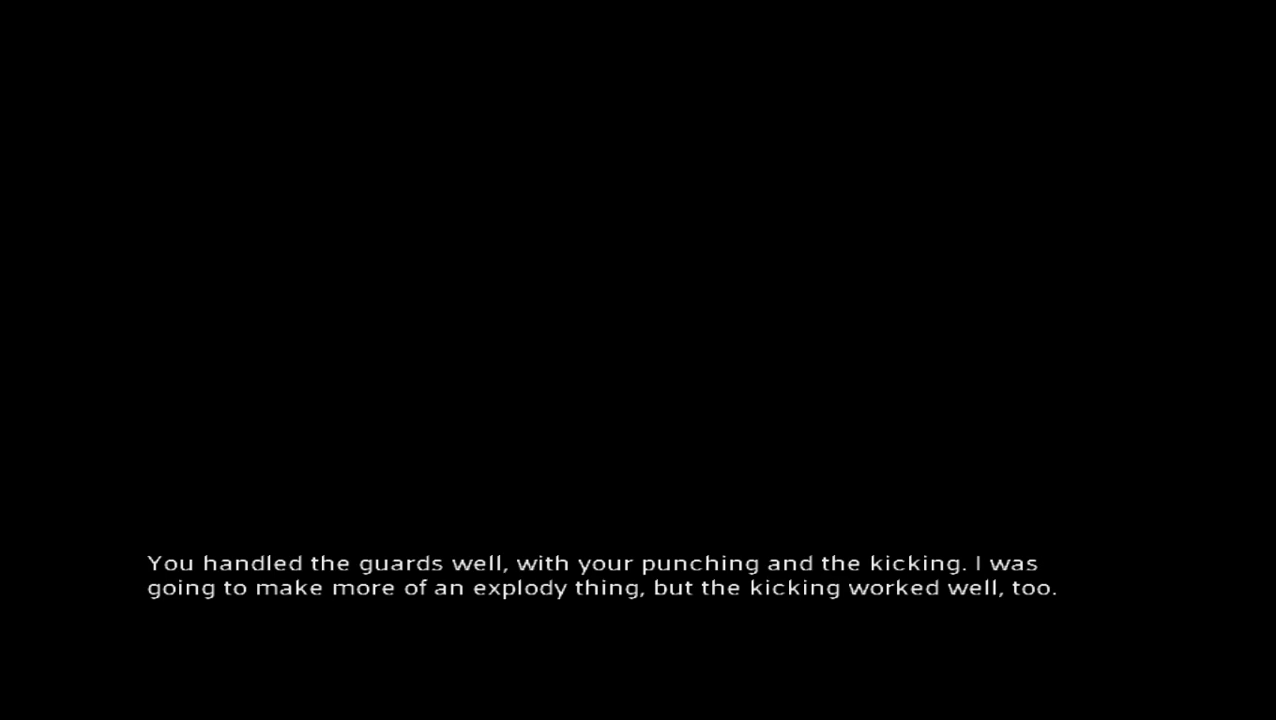 You handled the guards well, with your punching and the kicking. I was
going to make more of an explody thing, but the kicking worked well, too.